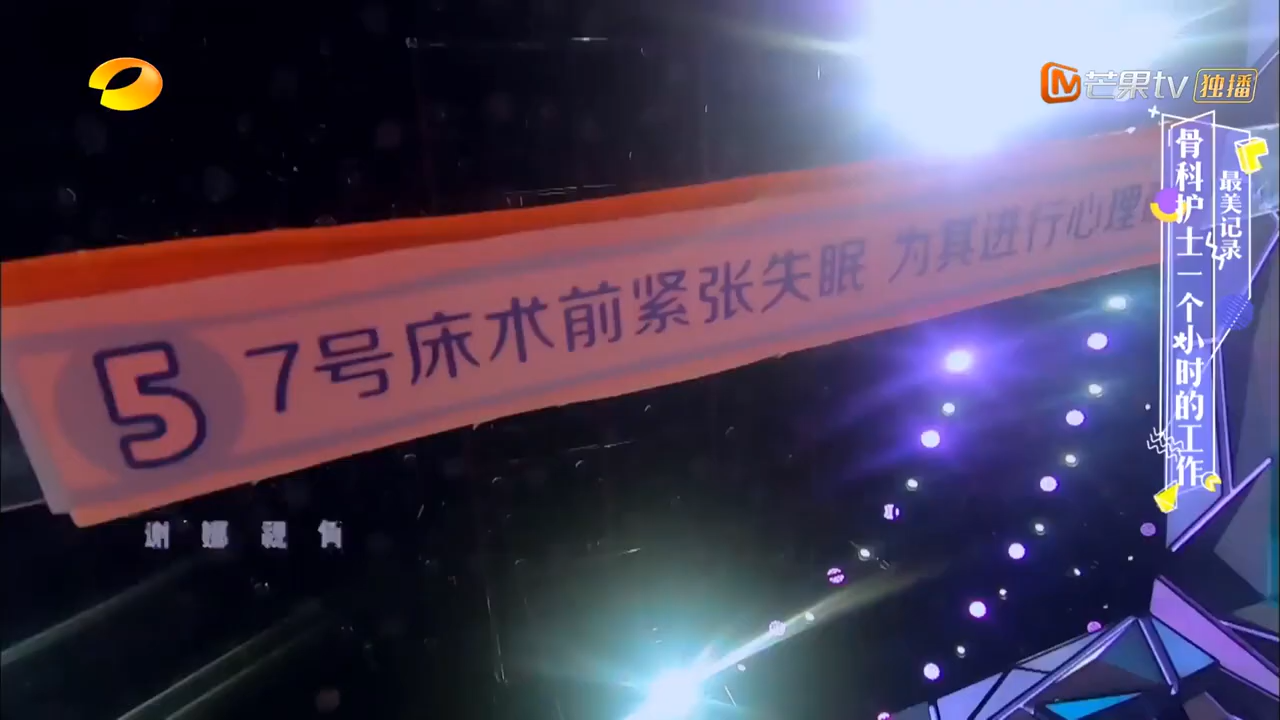 芒果tv 独播
最美记录
骨科护士一个小时的工作
5 7号床术前紧张失眠 为其进行心理
谢娜视角